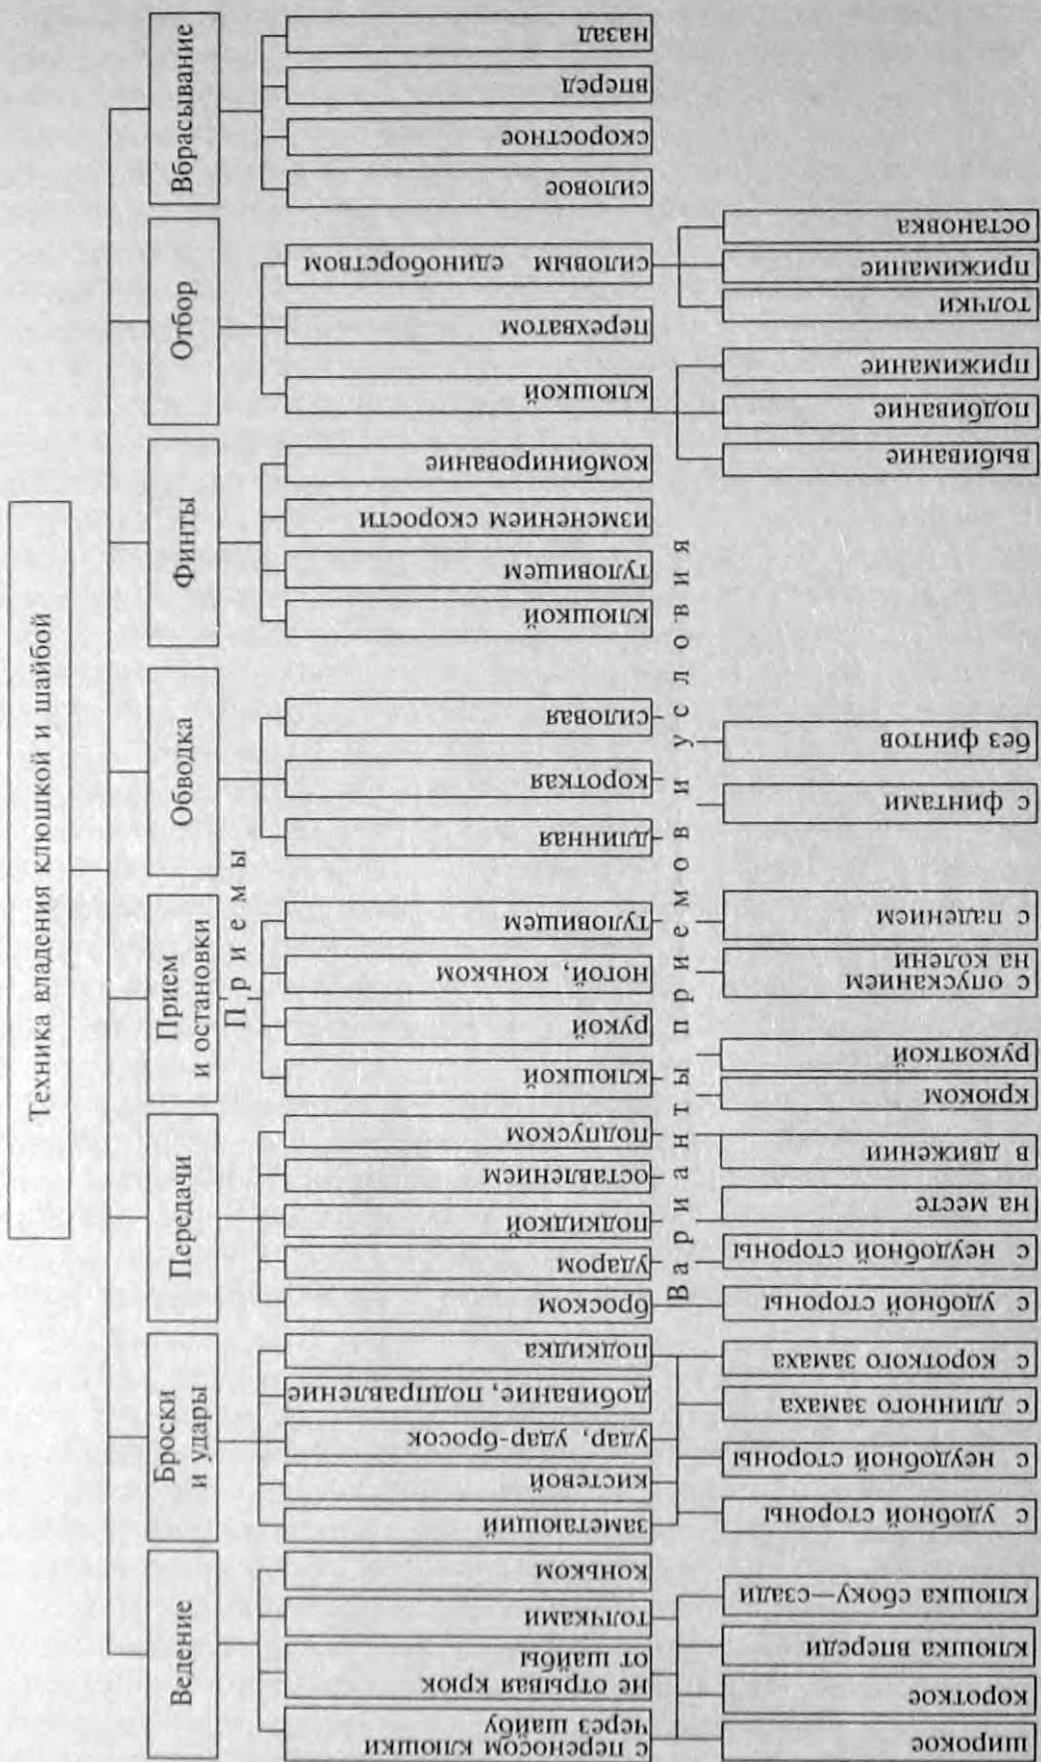 Техника владения клюшкой и шайбой
Ведение
Броски
и удары
Передачи
Прием
и остановки
Обводка
Финты
Отбор
Вбрасывание
Приемы
с переносом клюшки
через шайбу
не отрывая крюк
от шайбы
толчками
коньком
заметающий
кистевой
удар, удар-бросок
добивание, подправление
подкидка
броском
ударом
подкидкой
оставлением
подпуском
клюшкой
рукой
ногой, коньком
туловищем
длинная
короткая
силовая
клюшкой
туловищем
изменением скорости
комбинирование
клюшкой
перехватом
силовым единоборством
силовое
скоростное
вперед
назад
Варианты приемов и условия
широкое
короткое
клюшка впереди
клюшка сбоку—сзади
с удобной стороны
с неудобной стороны
с длинного замаха
с короткого замаха
с удобной стороны
с неудобной стороны
на месте
в движении
крюком
рукояткой
с опусканием
на колени
с падением
с финтами
без финтов
выбивание
подбивание
прижимание
толчки
прижимание
остановка